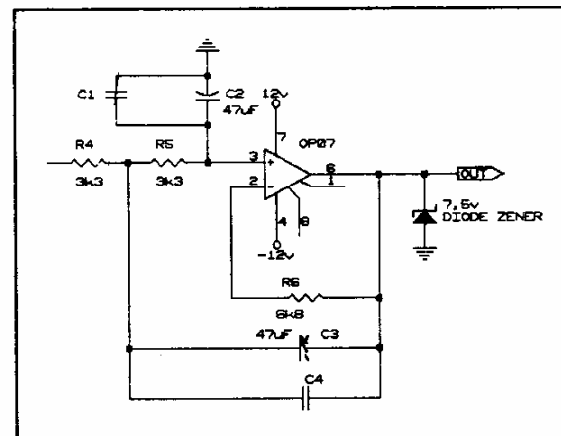 C1
C2
47uF
12v
7
OP07
R4
3k3
R5
3k3
3
+
2
-
6
1
4
8
-12v
OUT
7.5v
DIODE ZENER
R6
6k8
47uF
C3
C4